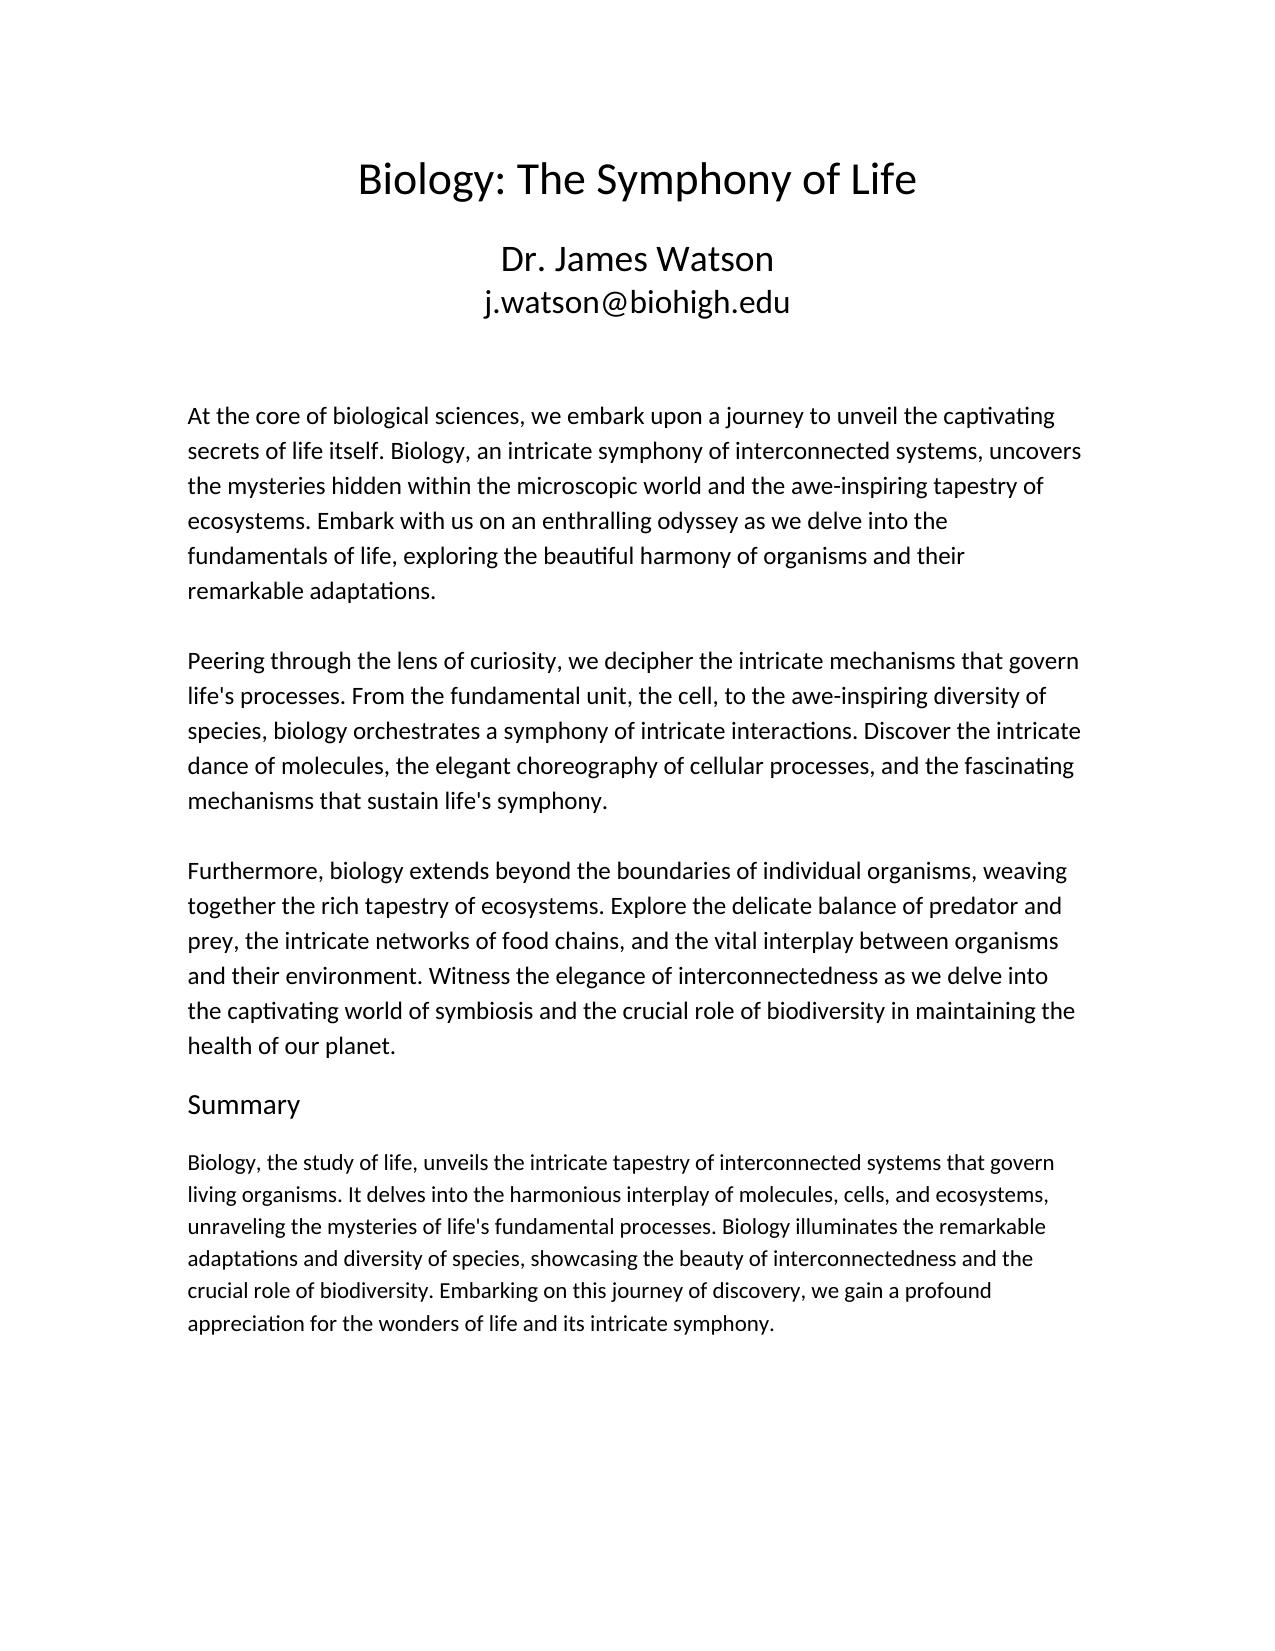 Biology: The Symphony of Life
Dr. James Watson
j.watson@biohigh.edu
At the core of biological sciences, we embark upon a journey to unveil the captivating
secrets of life itself. Biology, an intricate symphony of interconnected systems, uncovers
the mysteries hidden within the microscopic world and the awe-inspiring tapestry of
ecosystems. Embark with us on an enthralling odyssey as we delve into the
fundamentals of life, exploring the beautiful harmony of organisms and their
remarkable adaptations.
Peering through the lens of curiosity, we decipher the intricate mechanisms that govern
life's processes. From the fundamental unit, the cell, to the awe-inspiring diversity of
species, biology orchestrates a symphony of intricate interactions. Discover the intricate
dance of molecules, the elegant choreography of cellular processes, and the fascinating
mechanisms that sustain life's symphony.
Furthermore, biology extends beyond the boundaries of individual organisms, weaving
together the rich tapestry of ecosystems. Explore the delicate balance of predator and
prey, the intricate networks of food chains, and the vital interplay between organisms
and their environment. Witness the elegance of interconnectedness as we delve into
the captivating world of symbiosis and the crucial role of biodiversity in maintaining the
health of our planet.
Summary
Biology, the study of life, unveils the intricate tapestry of interconnected systems that govern
living organisms. It delves into the harmonious interplay of molecules, cells, and ecosystems,
unraveling the mysteries of life's fundamental processes. Biology illuminates the remarkable
adaptations and diversity of species, showcasing the beauty of interconnectedness and the
crucial role of biodiversity. Embarking on this journey of discovery, we gain a profound
appreciation for the wonders of life and its intricate symphony.